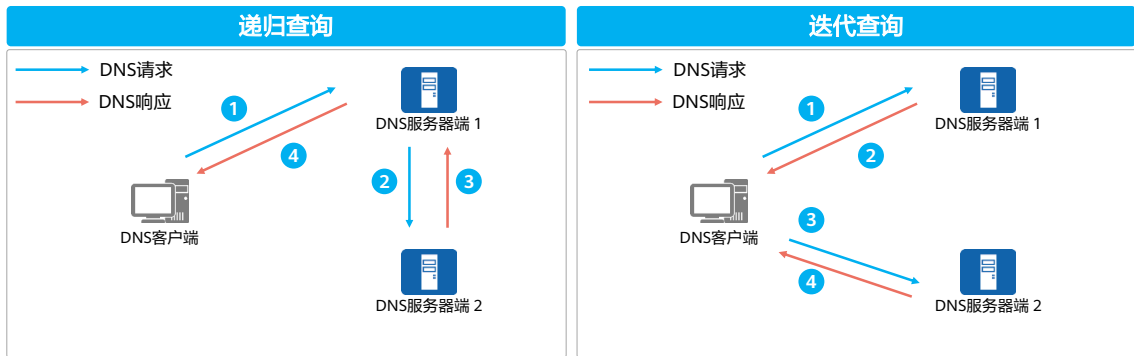 递归查询
DNS请求
DNS响应
1
4
2
3
DNS服务器端 1
DNS客户端
DNS服务器端 2
迭代查询
DNS请求
DNS响应
1
2
3
4
DNS服务器端 1
DNS客户端
DNS服务器端 2